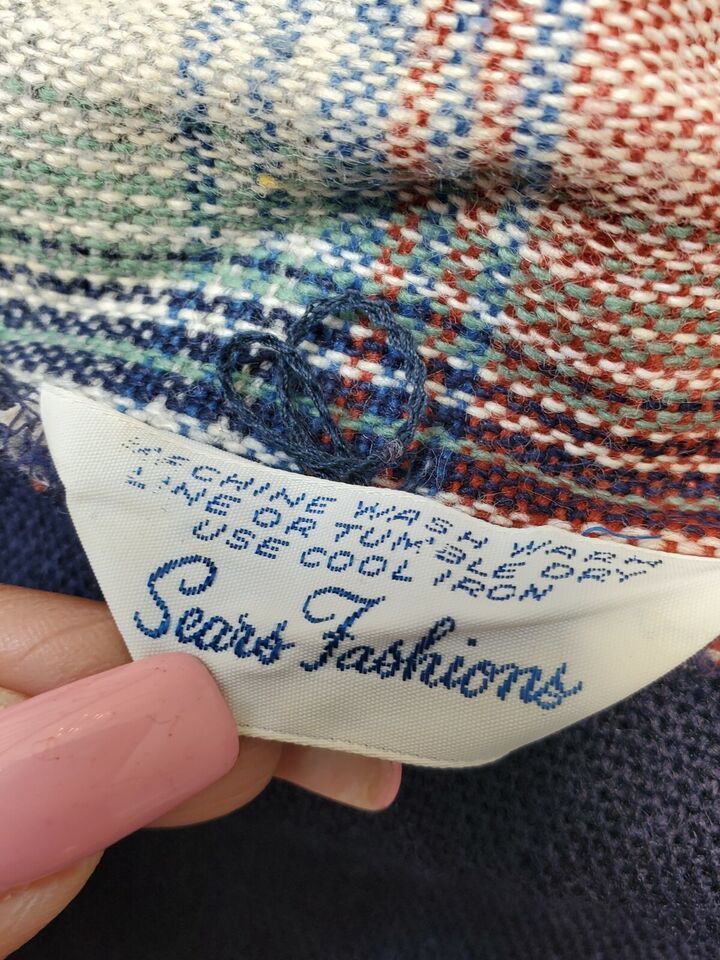 MACHINE WASH WARM
LINE OR TUMBLE DRY
USE COOL IRON
Sears Fashions